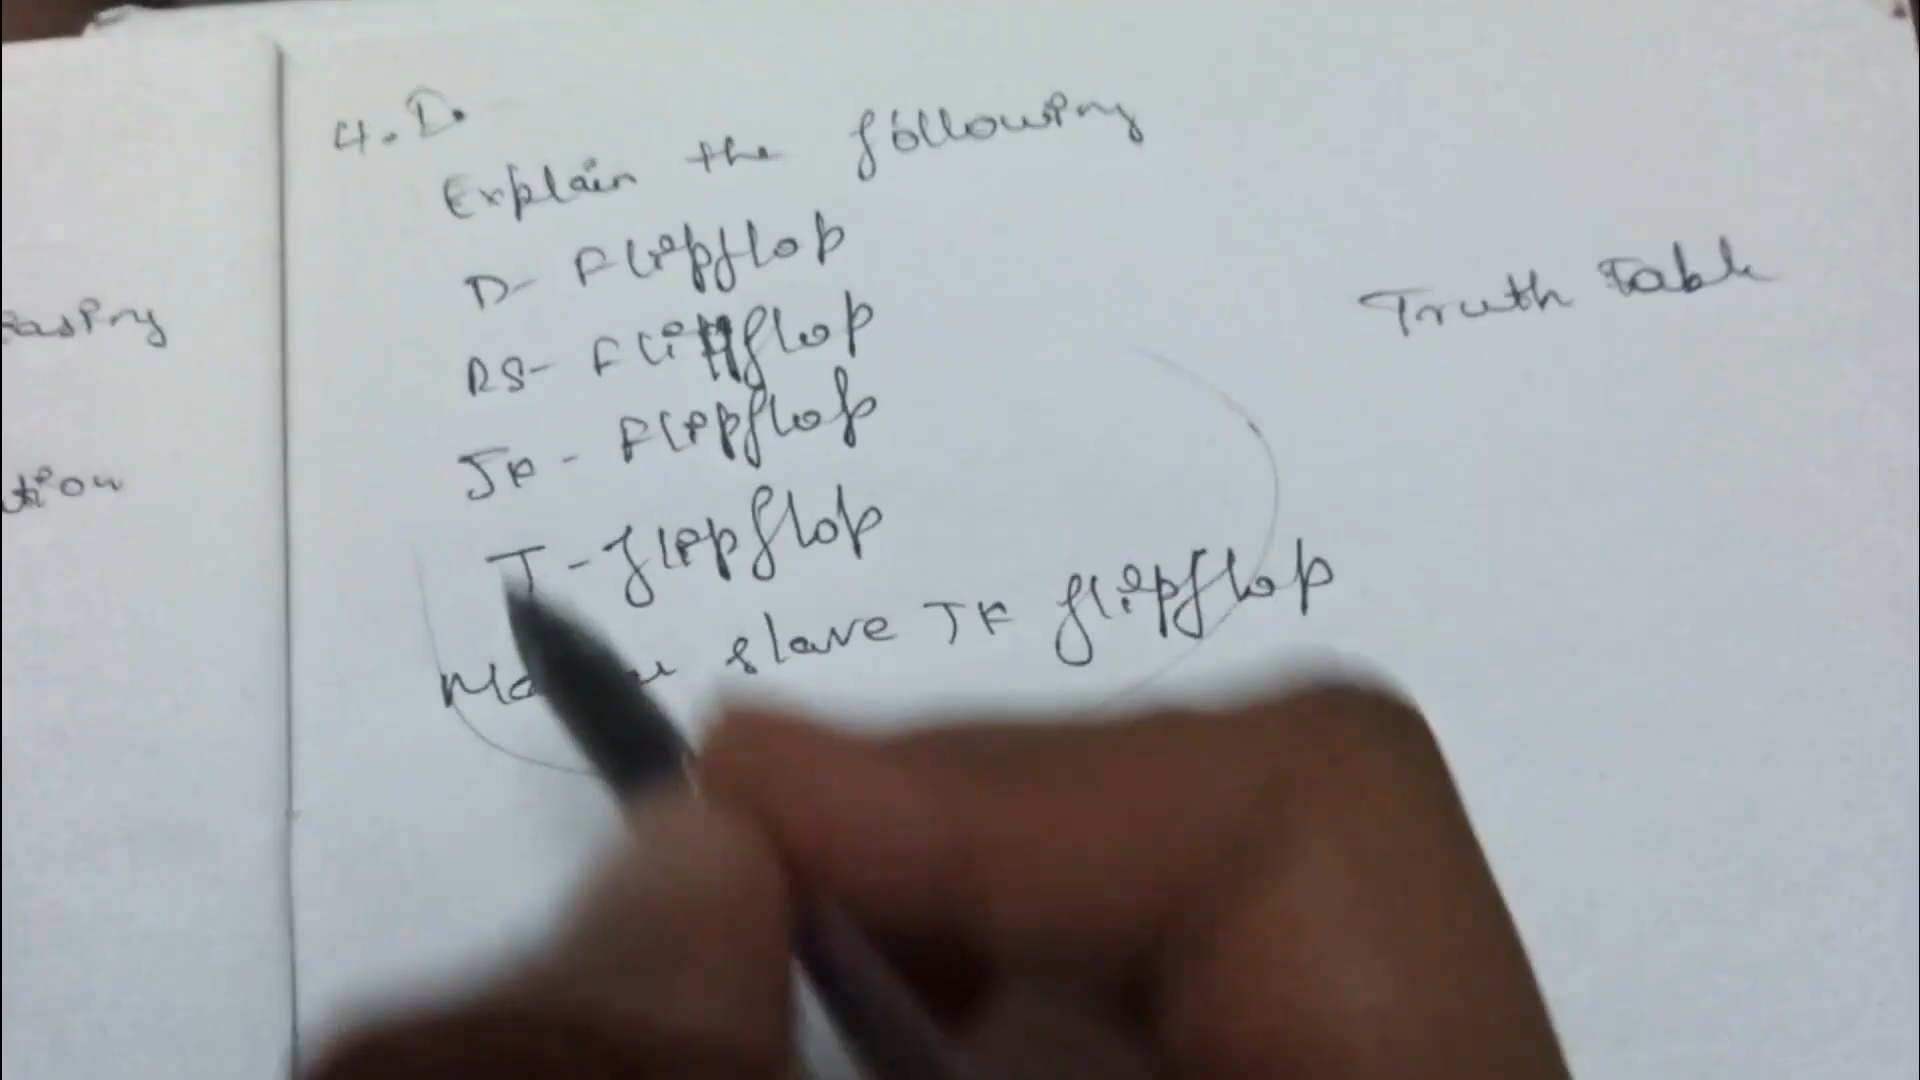 4. D.
Explain the following
D- Flipflop
RS- Flipflop
JK - Flipflop
T - flipflop
slave JK flipflop
Truth table